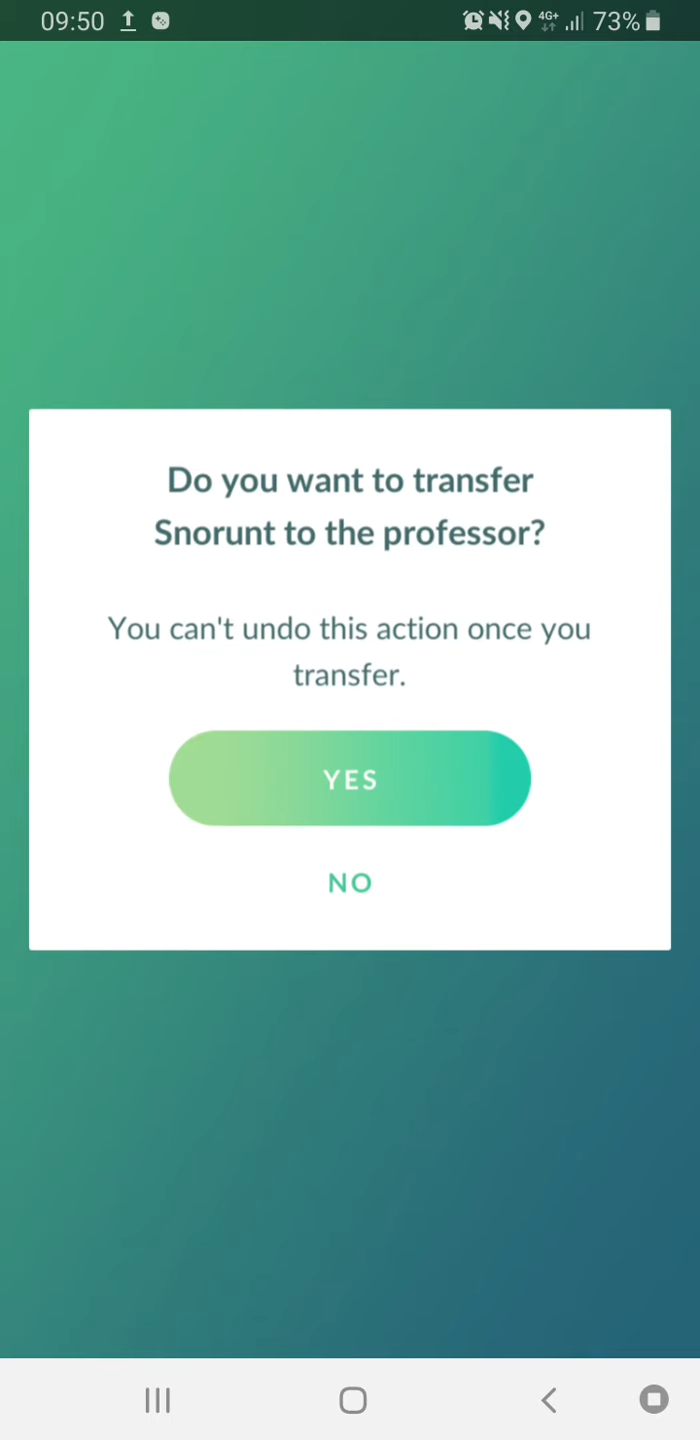 09:50 4G+ 73%
Do you want to transfer
Snorunt to the professor?
You can't undo this action once you
transfer.
YES
NO